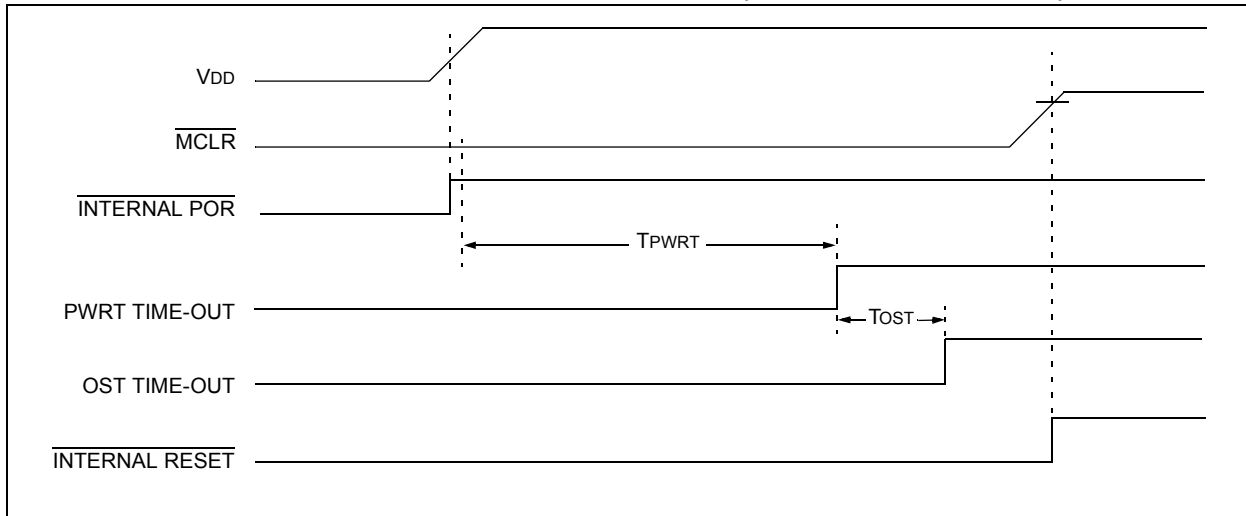 VDD
MCLR
INTERNAL POR
TPWRT
PWRT TIME-OUT
TOST
OST TIME-OUT
INTERNAL RESET